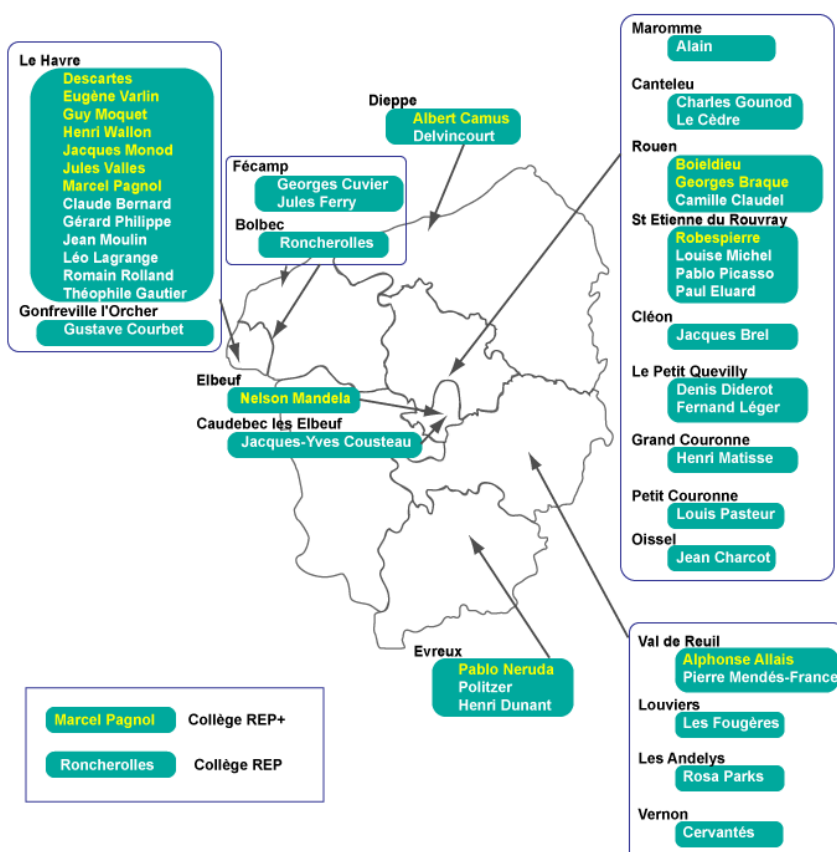 Le Havre
Descartes
Eugène Varlin
Guy Moquet
Henri Wallon
Jacques Monod
Jules Valles
Marcel Pagnol
Claude Bernard
Gérard Philippe
Jean Moulin
Léo Lagrange
Romain Rolland
Théophile Gautier
Gonfreville l'Orcher
Gustave Courbet
Fécamp
Georges Cuvier
Jules Ferry
Bolbec
Roncherolles
Dieppe
Albert Camus
Delvincourt
Elbeuf
Nelson Mandela
Caudebec les Elbeuf
Jacques-Yves Cousteau
Maromme
Alain
Canteleu
Charles Gounod
Le Cèdre
Rouen
Boieldieu
Georges Braque
Camille Claudel
St Etienne du Rouvray
Robespierre
Louise Michel
Pablo Picasso
Paul Eluard
Cléon
Jacques Brel
Le Petit Quevilly
Denis Diderot
Fernand Léger
Grand Couronne
Henri Matisse
Petit Couronne
Louis Pasteur
Oissel
Jean Charcot
Evreux
Pablo Neruda
Politzer
Henri Dunant
Val de Reuil
Alphonse Allais
Pierre Mendés-France
Louviers
Les Fougères
Les Andelys
Rosa Parks
Vernon
Cervantés
Marcel Pagnol Collège REP+
Roncherolles Collège REP